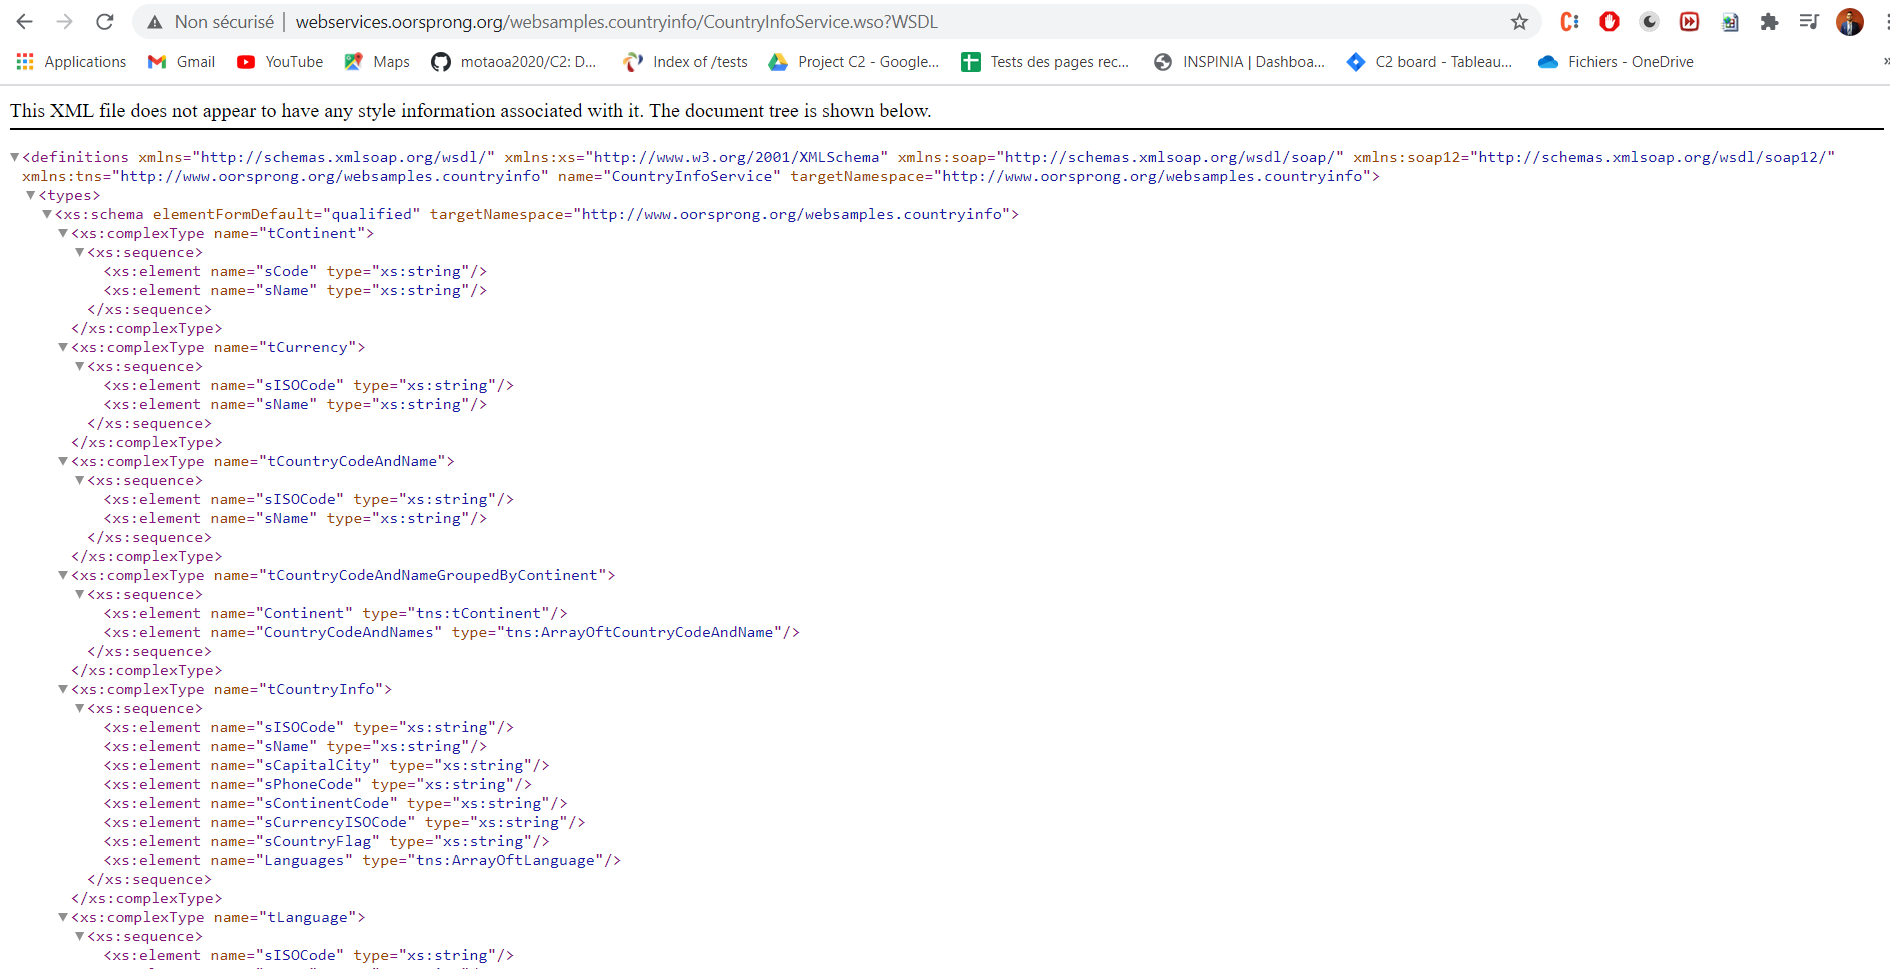 Non sécurisé | webservices.oorsprong.org/websamples.countryinfo/CountryInfoService.wso?WSDL
Applications Gmail YouTube Maps motaoa2020/C2: D... Index of /tests Project C2 - Google... Tests des pages rec... INSPINIA | Dashboa... C2 board - Tableau... Fichiers - OneDrive »
This XML file does not appear to have any style information associated with it. The document tree is shown below.
▼<definitions xmlns="http://schemas.xmlsoap.org/wsdl/" xmlns:xs="http://www.w3.org/2001/XMLSchema" xmlns:soap="http://schemas.xmlsoap.org/wsdl/soap/" xmlns:soap12="http://schemas.xmlsoap.org/wsdl/soap12/"
xmlns:tns="http://www.oorsprong.org/websamples.countryinfo" name="CountryInfoService" targetNamespace="http://www.oorsprong.org/websamples.countryinfo">
▼<types>
▼<xs:schema elementFormDefault="qualified" targetNamespace="http://www.oorsprong.org/websamples.countryinfo">
▼<xs:complexType name="tContinent">
▼<xs:sequence>
<xs:element name="sCode" type="xs:string"/>
<xs:element name="sName" type="xs:string"/>
</xs:sequence>
</xs:complexType>
▼<xs:complexType name="tCurrency">
▼<xs:sequence>
<xs:element name="sISOCode" type="xs:string"/>
<xs:element name="sName" type="xs:string"/>
</xs:sequence>
</xs:complexType>
▼<xs:complexType name="tCountryCodeAndName">
▼<xs:sequence>
<xs:element name="sISOCode" type="xs:string"/>
<xs:element name="sName" type="xs:string"/>
</xs:sequence>
</xs:complexType>
▼<xs:complexType name="tCountryCodeAndNameGroupedByContinent">
▼<xs:sequence>
<xs:element name="Continent" type="tns:tContinent"/>
<xs:element name="CountryCodeAndNames" type="tns:ArrayOftCountryCodeAndName"/>
</xs:sequence>
</xs:complexType>
▼<xs:complexType name="tCountryInfo">
▼<xs:sequence>
<xs:element name="sISOCode" type="xs:string"/>
<xs:element name="sName" type="xs:string"/>
<xs:element name="sCapitalCity" type="xs:string"/>
<xs:element name="sPhoneCode" type="xs:string"/>
<xs:element name="sContinentCode" type="xs:string"/>
<xs:element name="sCurrencyISOCode" type="xs:string"/>
<xs:element name="sCountryFlag" type="xs:string"/>
<xs:element name="Languages" type="tns:ArrayOftLanguage"/>
</xs:sequence>
</xs:complexType>
▼<xs:complexType name="tLanguage">
▼<xs:sequence>
<xs:element name="sISOCode" type="xs:string"/>